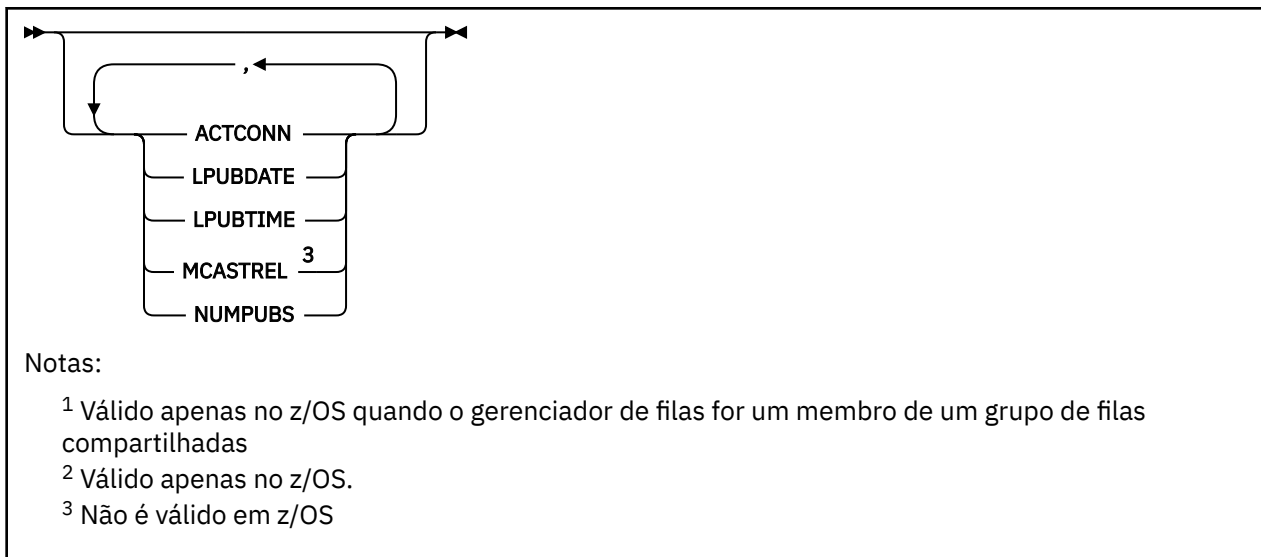 ,
ACTCONN
LPUBDATE
LPUBTIME
MCASTREL 3
NUMPUBS
Notas:
1 Válido apenas no z/OS quando o gerenciador de filas for um membro de um grupo de filas
compartilhadas
2 Válido apenas no z/OS.
3 Não é válido em z/OS